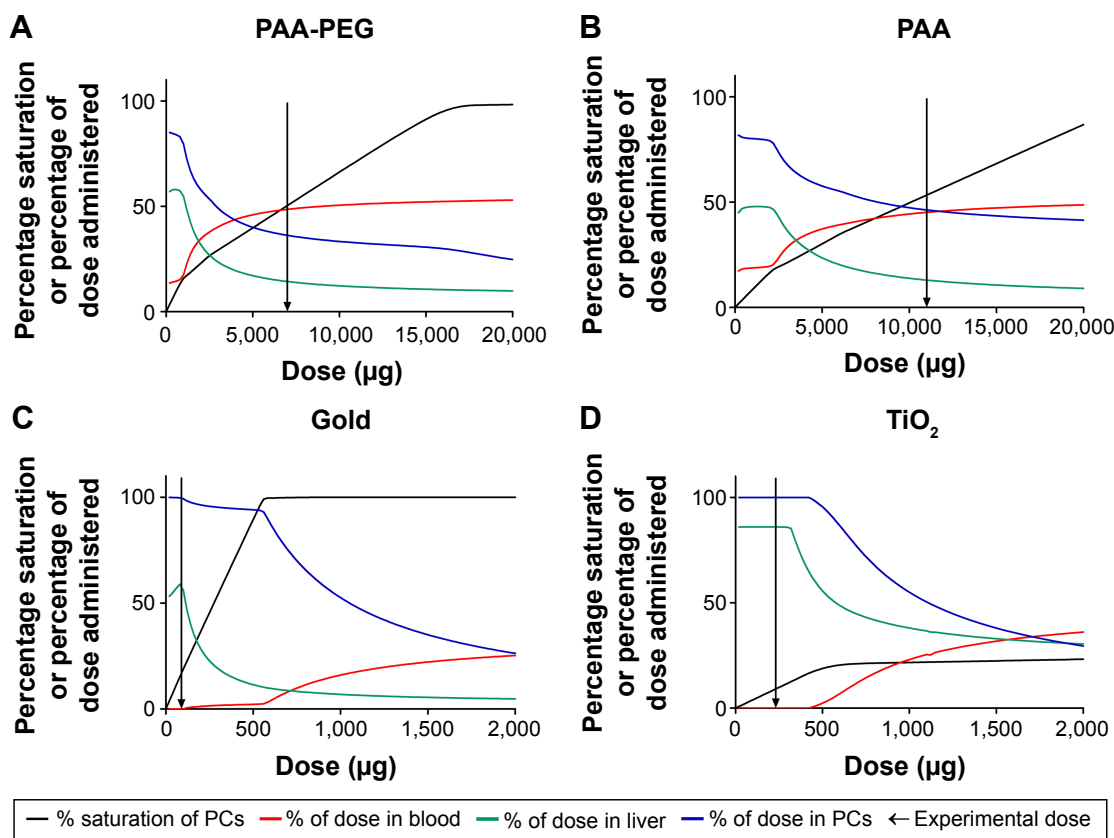 A
PAA-PEG
Percentage saturation
or percentage of
dose administered
100
50
0
0
5,000
10,000
15,000
20,000
Dose (µg)
B
PAA
Percentage saturation
or percentage of
dose administered
100
50
0
0
5,000
10,000
15,000
20,000
Dose (µg)
C
Gold
Percentage saturation
or percentage of
dose administered
100
50
0
0
500
1,000
1,500
2,000
Dose (µg)
D
TiO₂
Percentage saturation
or percentage of
dose administered
100
50
0
0
500
1,000
1,500
2,000
Dose (µg)
% saturation of PCs % of dose in blood % of dose in liver % of dose in PCs ← Experimental dose